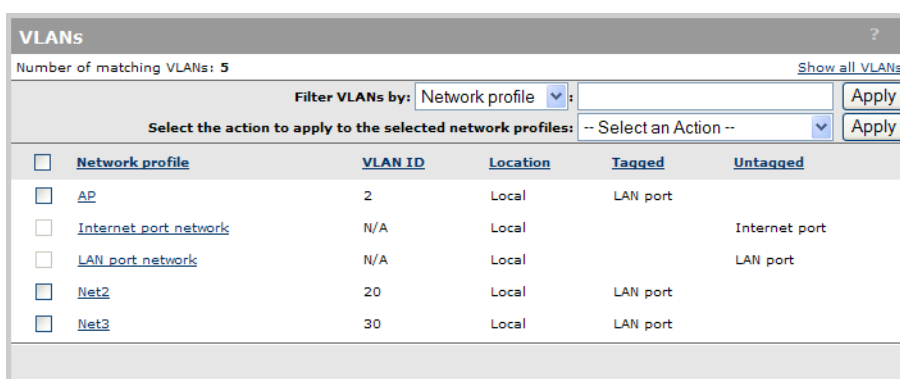 VLANs ?
Number of matching VLANs: 5 Show all VLANs
Filter VLANs by: Network profile : Apply
Select the action to apply to the selected network profiles: -- Select an Action -- Apply
Network profile VLAN ID Location Tagged Untagged
AP 2 Local LAN port
Internet port network N/A Local Internet port
LAN port network N/A Local LAN port
Net2 20 Local LAN port
Net3 30 Local LAN port